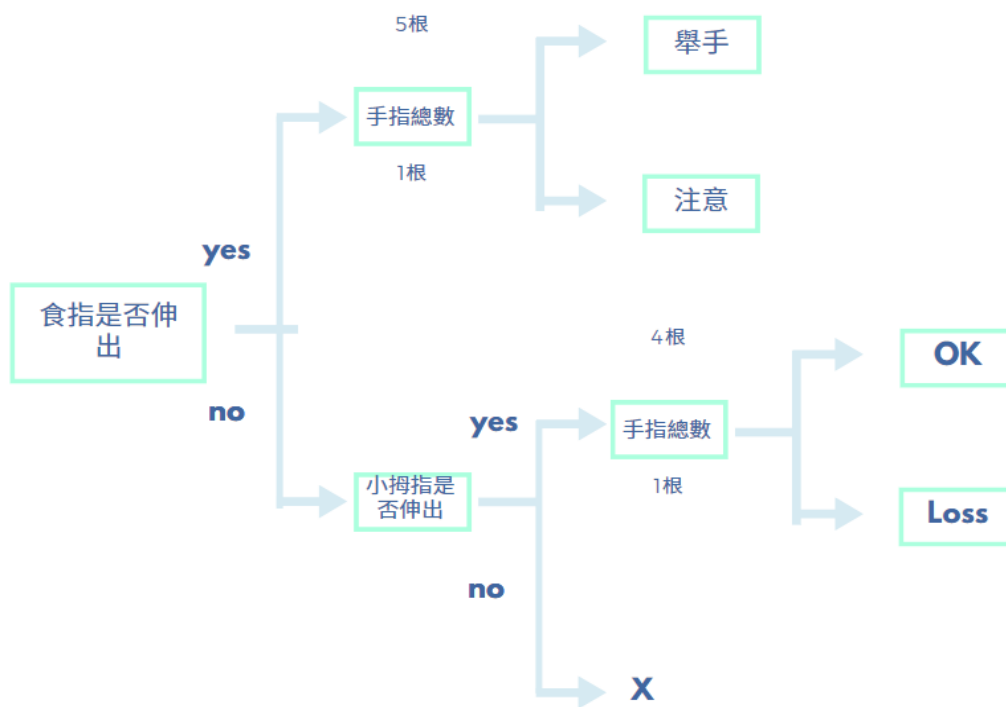 5根
舉手
手指總數
1根
注意
yes
食指是否伸
出
no
4根
OK
yes
手指總數
1根
小拇指是
否伸出
Loss
no
X